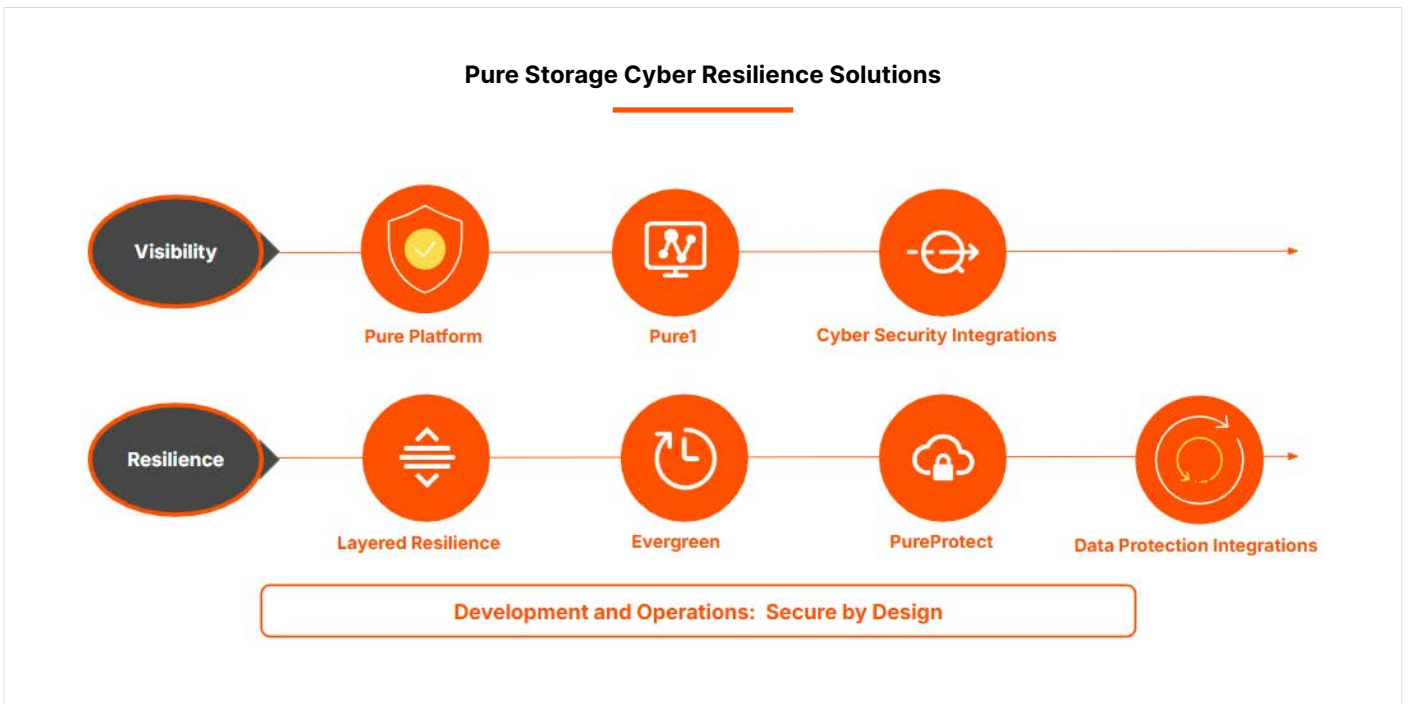 Pure Storage Cyber Resilience Solutions
Visibility
Pure Platform
Pure1
Cyber Security Integrations
Resilience
Layered Resilience
Evergreen
PureProtect
Data Protection Integrations
Development and Operations: Secure by Design